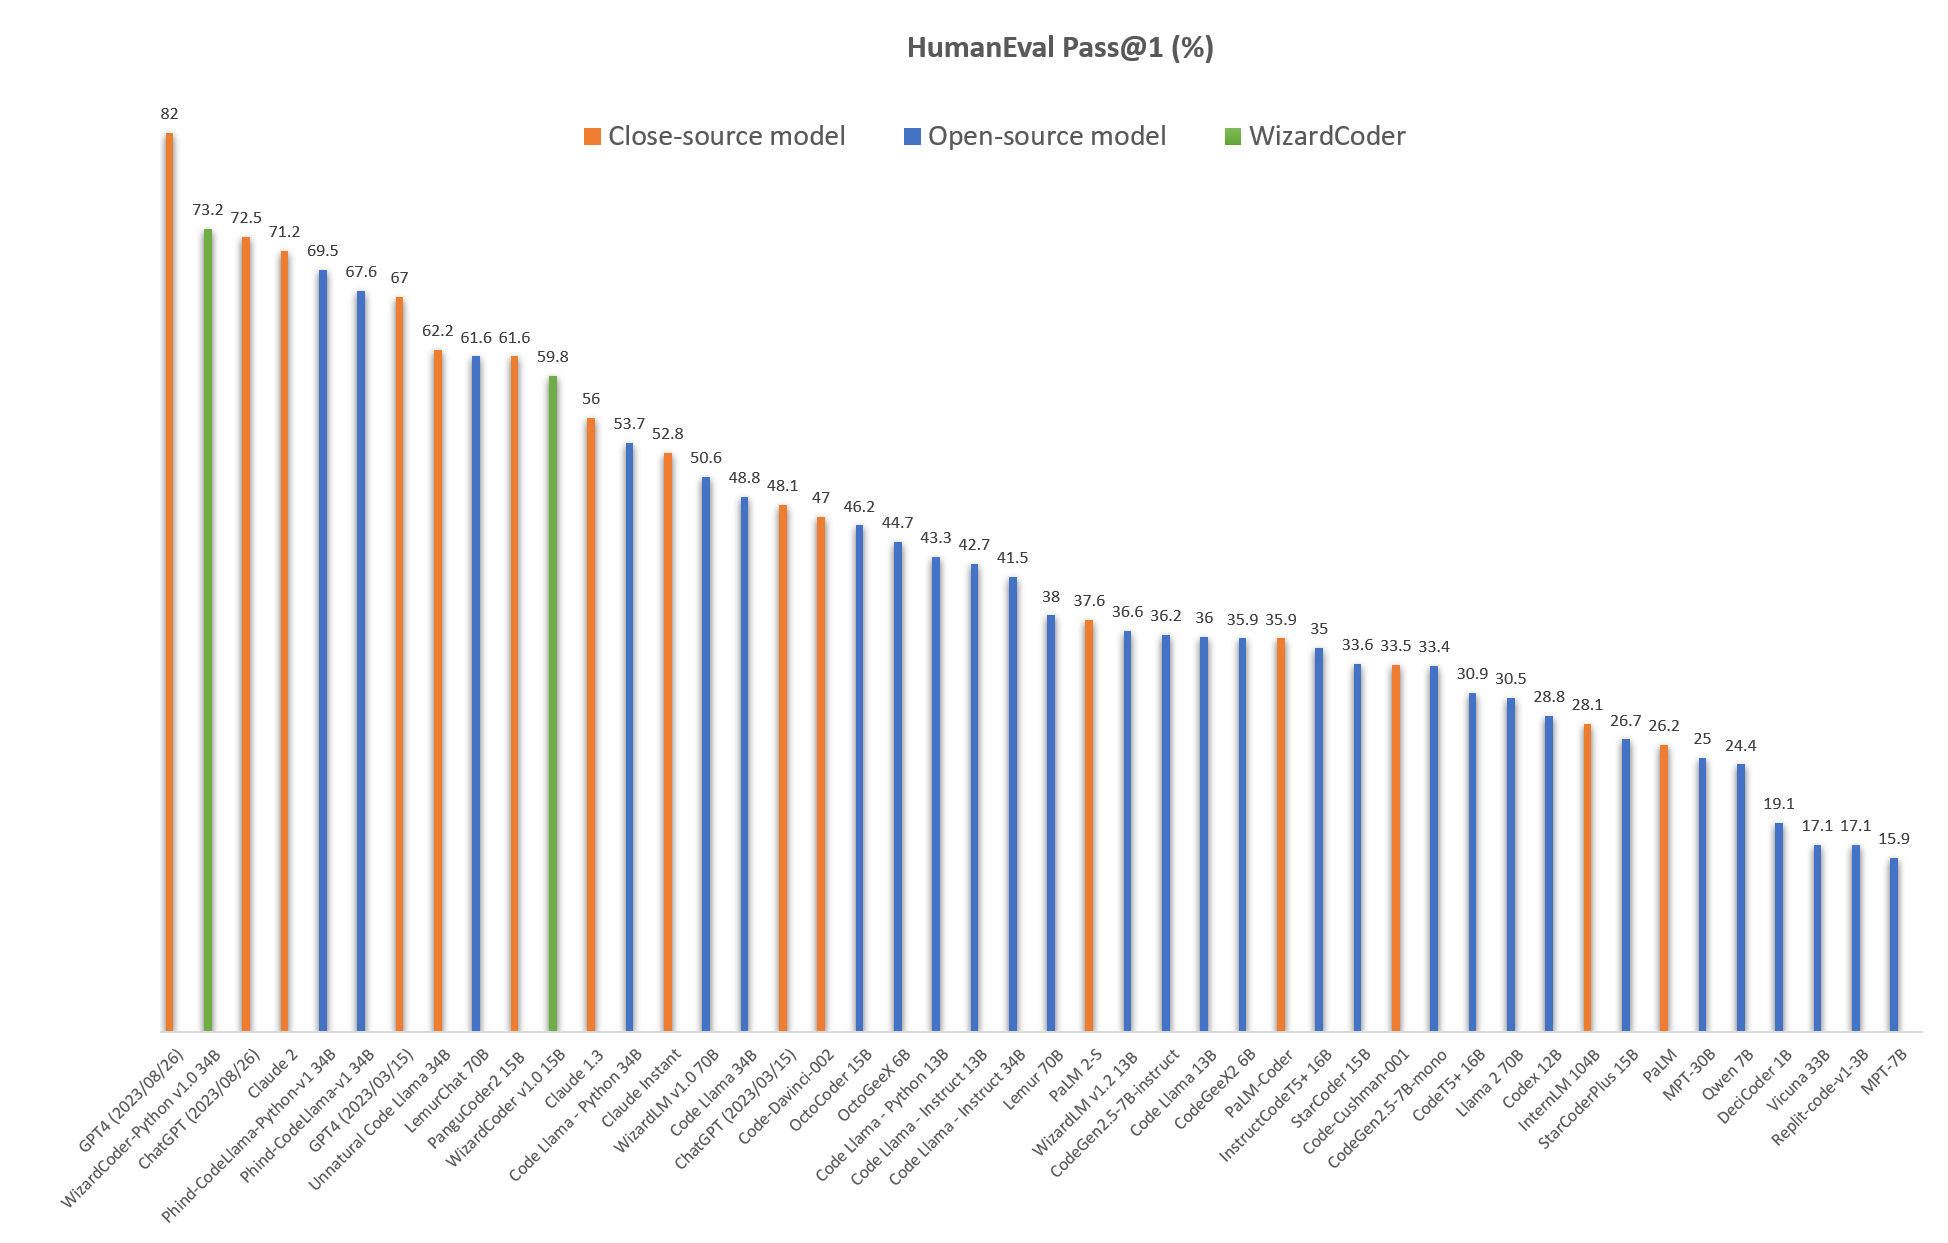 HumanEval Pass@1 (%)
Close-source model
Open-source model
WizardCoder
82
73.2
72.5
71.2
69.5
67.6
67
62.2
61.6
61.6
59.8
56
53.7
52.8
50.6
48.8
48.1
47
46.2
44.7
43.3
42.7
41.5
38
37.6
36.6
36.2
36
35.9
35.9
35
33.6
33.5
33.4
30.9
30.5
28.8
28.1
26.7
26.2
25
24.4
19.1
17.1
17.1
15.9
GPT4 (2023/08/26)
WizardCoder-Python v1.0 34B
ChatGPT (2023/08/26)
Claude 2
Phind-CodeLlama-Python-v1 34B
Phind-CodeLlama-v1 34B
GPT4 (2023/03/15)
Unnatural Code Llama 34B
LemurChat 70B
PanguCoder2 15B
WizardCoder v1.0 15B
Claude 1.3
Code Llama - Python 34B
Claude Instant
WizardLM v1.0 70B
Code Llama 34B
ChatGPT (2023/03/15)
Code-Davinci-002
OctoCoder 15B
OctoGeeX 6B
Code Llama - Python 13B
Code Llama - Instruct 13B
Code Llama - Instruct 34B
Lemur 70B
PaLM 2-S
WizardLM v1.2 13B
CodeGen2.5-7B-instruct
Code Llama 13B
CodeGeeX2 6B
PaLM-Coder
InstructCodeT5+ 16B
StarCoder 15B
Code-Cushman-001
CodeGen2.5-7B-mono
CodeT5+ 16B
Llama 2 70B
Codex 12B
InternLM 104B
StarCoderPlus 15B
PaLM
MPT-30B
Qwen 7B
DeciCoder 1B
Vicuna 33B
Replit-code-v1-3B
MPT-7B